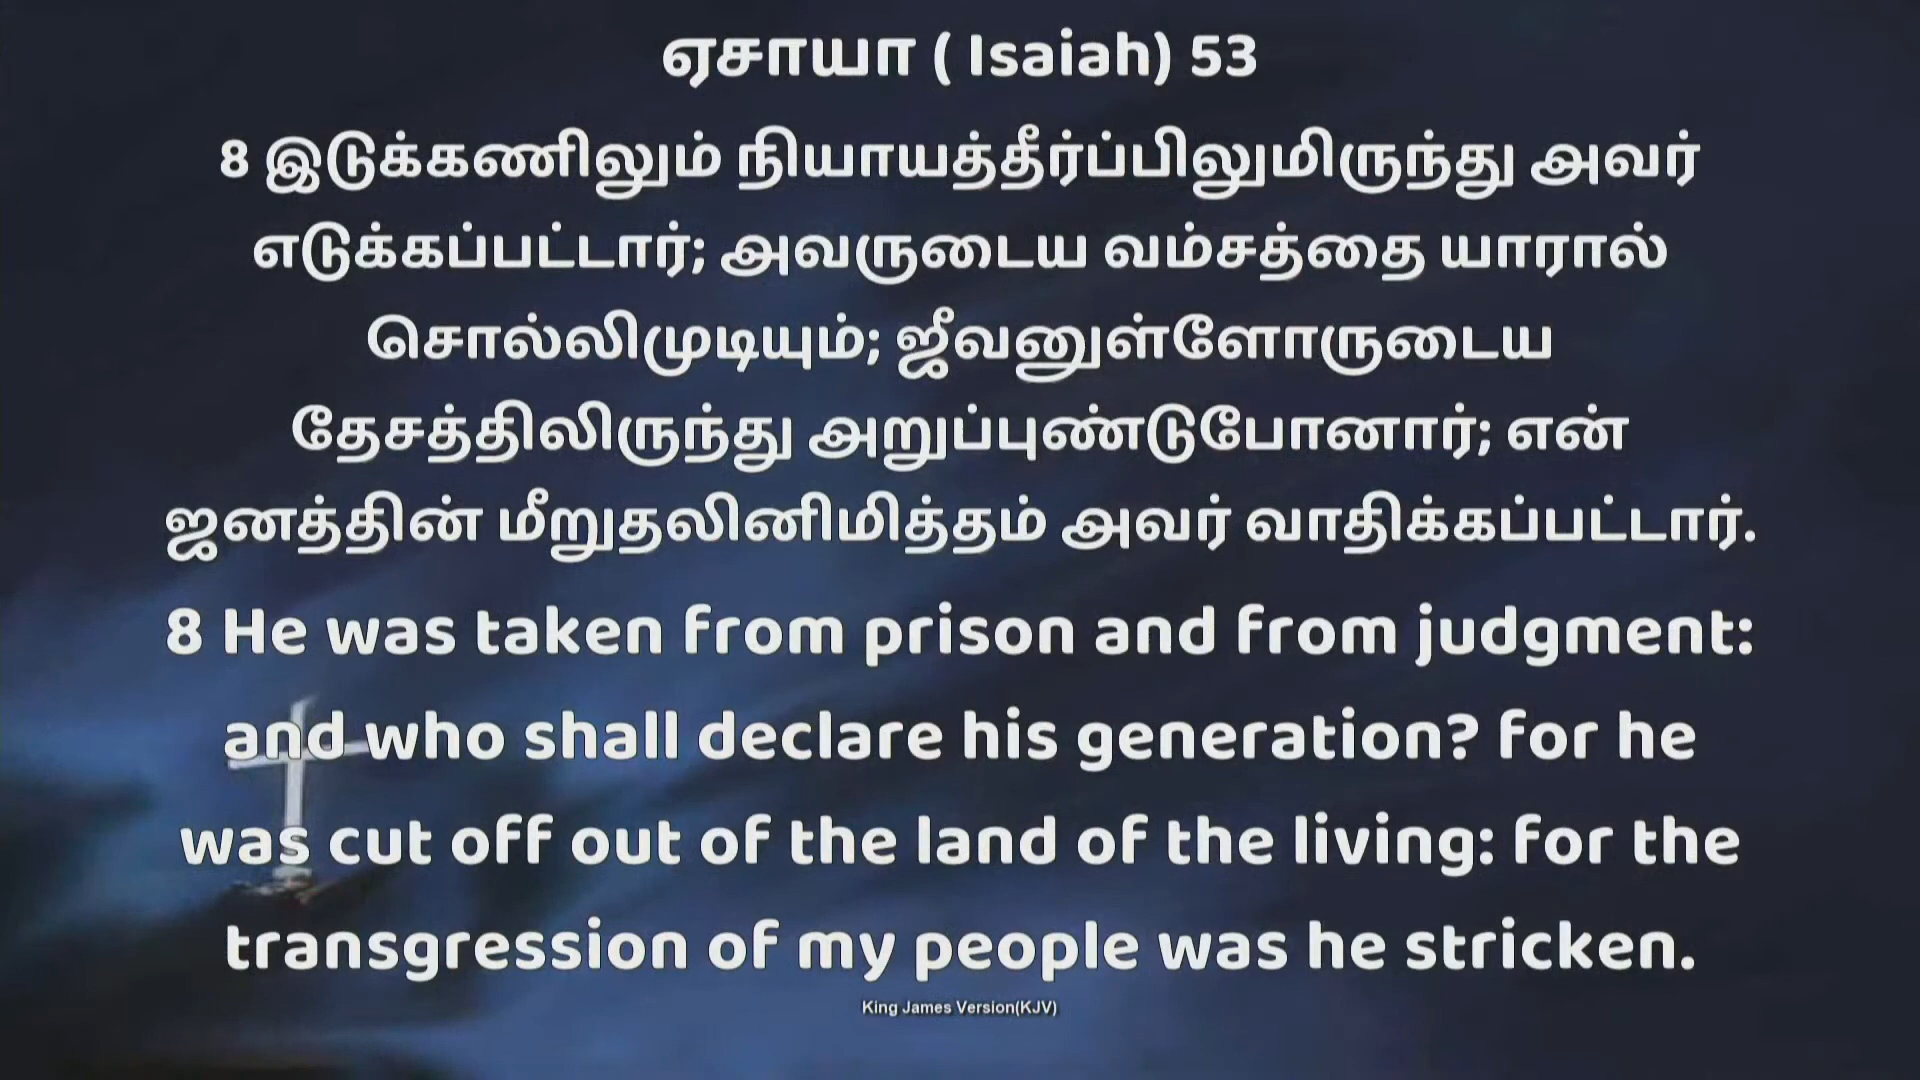 ஏசாயா ( Isaiah) 53
8 இடுக்கணிலும் நியாயத்தீர்ப்பிலுமிருந்து அவர்
எடுக்கப்பட்டார்; அவருடைய வம்சத்தை யாரால்
சொல்லிமுடியும்; ஜீவனுள்ளோருடைய
தேசத்திலிருந்து அறுப்புண்டுபோனார்; என்
ஜனத்தின் மீறுதலினிமித்தம் அவர் வாதிக்கப்பட்டார்.
8 He was taken from prison and from judgment:
and who shall declare his generation? for he
was cut off out of the land of the living: for the
transgression of my people was he stricken.
King James Version(KJV)